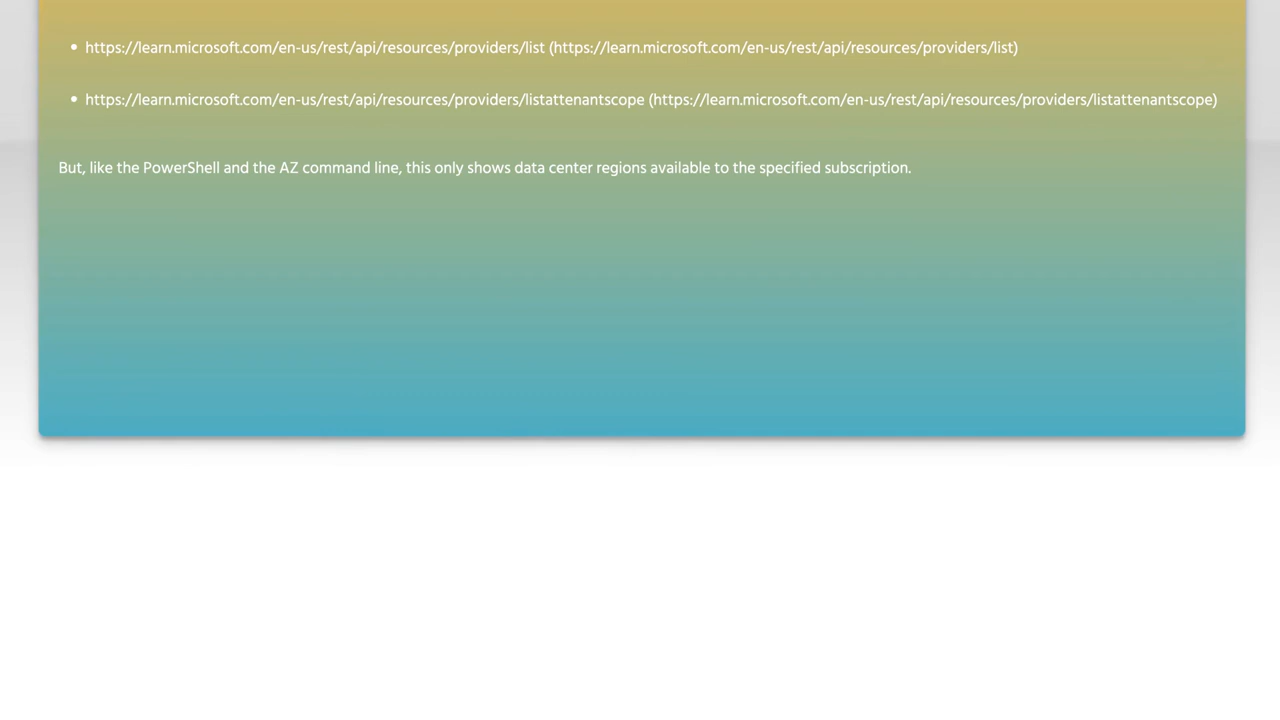 • https://learn.microsoft.com/en-us/rest/api/resources/providers/list (https://learn.microsoft.com/en-us/rest/api/resources/providers/list)
• https://learn.microsoft.com/en-us/rest/api/resources/providers/listattenantscope (https://learn.microsoft.com/en-us/rest/api/resources/providers/listattenantscope)
But, like the PowerShell and the AZ command line, this only shows data center regions available to the specified subscription.